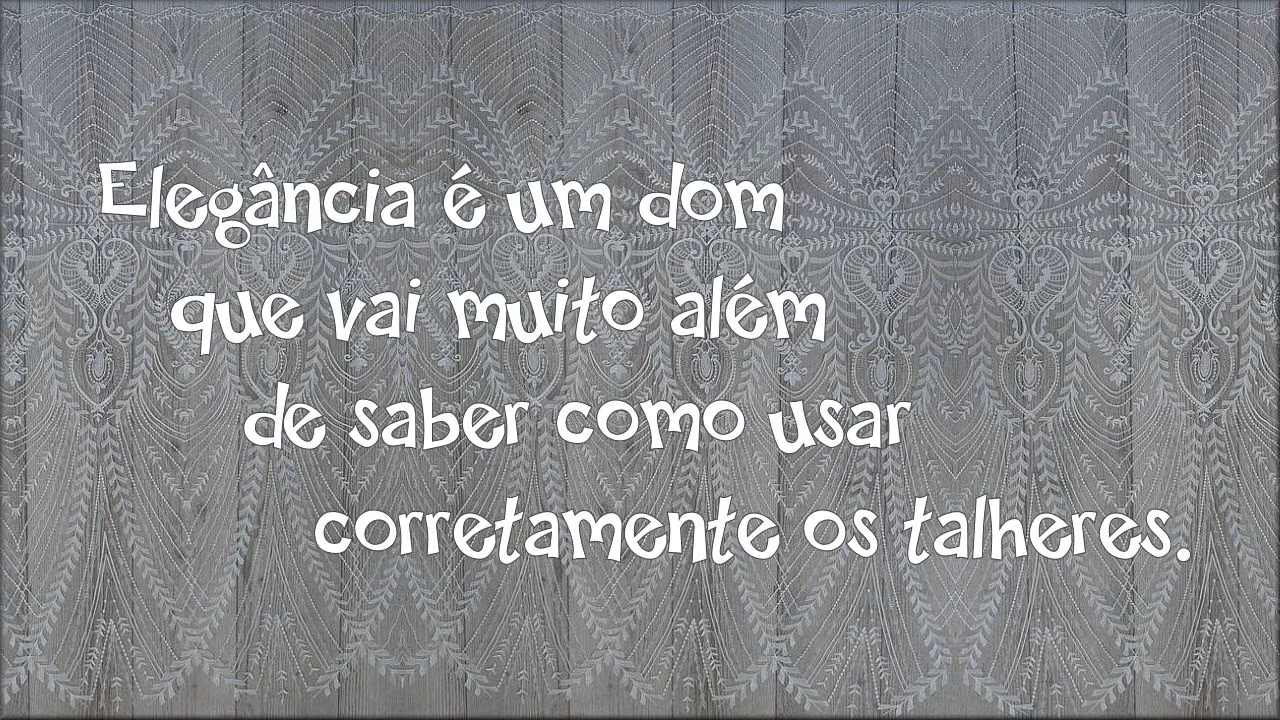 Elegância é um dom
que vai muito além
de saber como usar
corretamente os talheres.